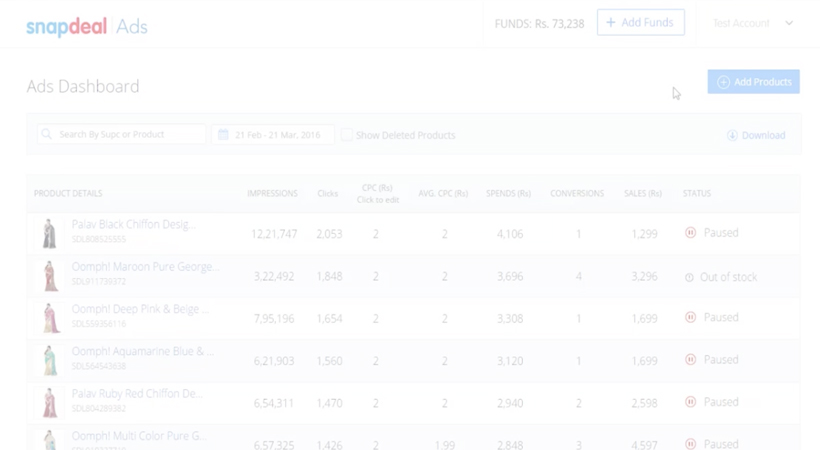 snapdeal Ads
FUNDS: Rs. 73,238
+ Add Funds
Test Account
Ads Dashboard
Add Products
Search By Supc or Product
21 Feb - 21 Mar, 2016
Show Deleted Products
Download
PRODUCT DETAILS IMPRESSIONS Clicks CPC (Rs) Click to edit AVG. CPC (Rs) SPENDS (Rs) CONVERSIONS SALES (Rs) STATUS
Palav Black Chiffon Desig...
12,21,747 2,053 2 2 4,106 1 1,299 Paused
Oomph! Maroon Pure George...
SDL911739372
3,22,492 1,848 2 2 3,696 4 3,296 Out of stock
Oomph! Deep Pink & Beige ...
SDL559356116
7,95,196 1,654 2 2 3,308 1 1,699 Paused
Oomph! Aquamarine Blue & ...
SDL564543638
6,21,903 1,560 2 2 3,120 1 1,699 Paused
Palav Ruby Red Chiffon De...
SDL804289382
6,54,311 1,470 2 2 2,940 2 2,598 Paused
Oomph! Multi Color Pure G...
6,57,325 1,426 2 1.99 2,848 3 4,597 Paused